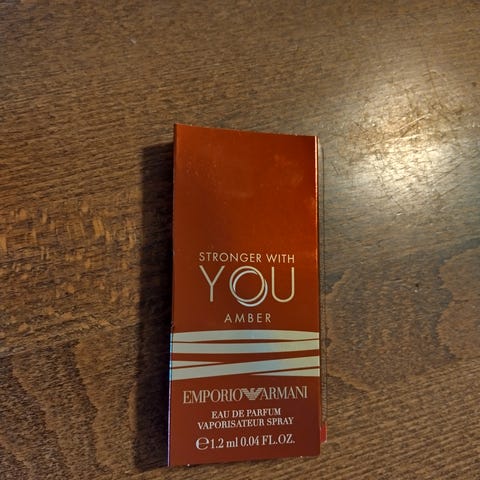 STRONGER WITH
YOU
AMBER
EMPORIO ARMANI
EAU DE PARFUM
VAPORISATEUR SPRAY
℮1.2 ml 0.04 FL.OZ.